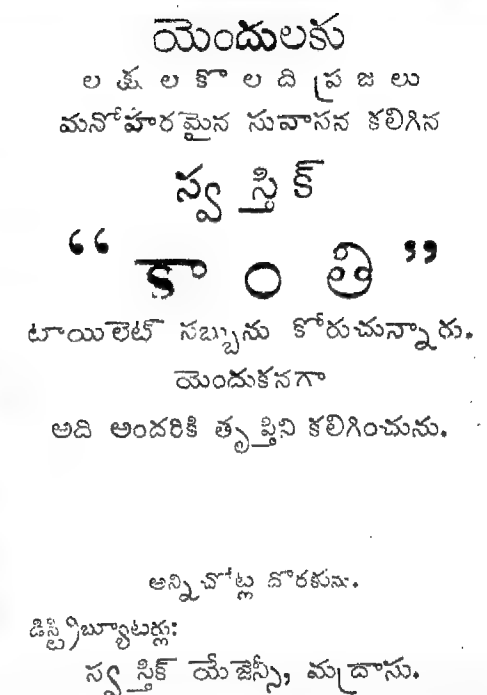 యెందులకు
లక్షలకొలది ప్రజలు
మనోహరమైన సువాసన కలిగిన
స్వస్తిక్
“కాంతి”
టాయిలెట్ సబ్బును కోరుచున్నారు.
యెందుకనగా
అది అందరికి తృప్తిని కలిగించును.
అన్నిచోట్ల దొరకును.
డిస్ట్రిబ్యూటర్లు:
స్వస్తిక్ యేజెన్సీ, మద్రాసు.